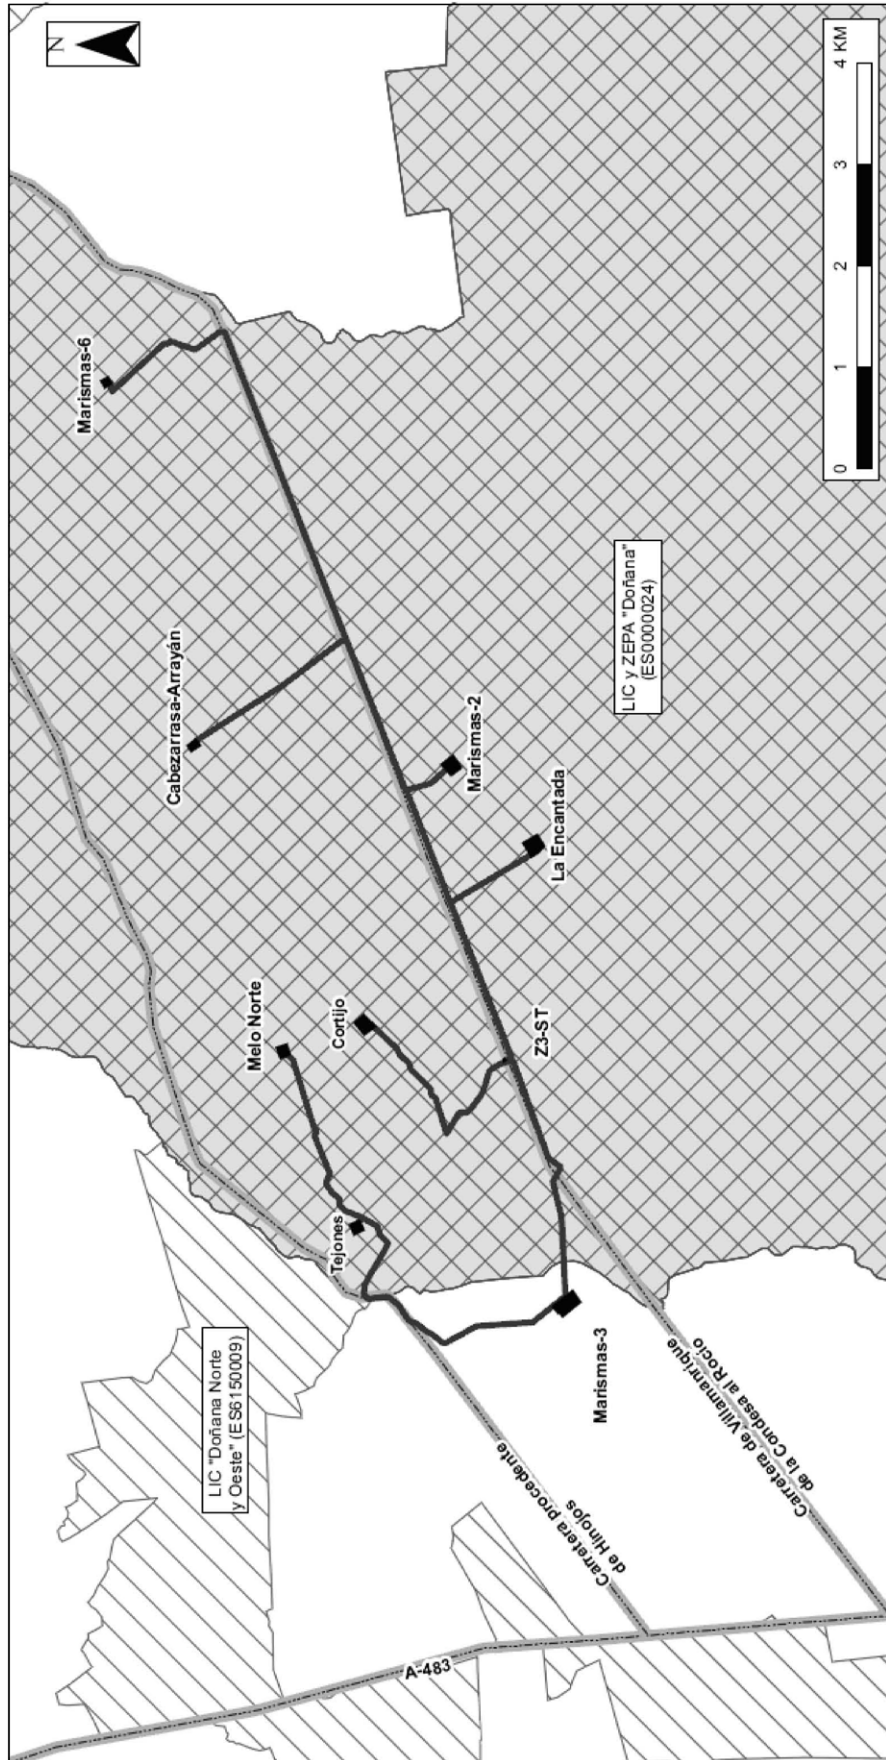 N
Marismas-6
Cabezarrasa-Arrayán
Melo Norte
Cortijo
Marismas-2
La Encantada
Z3-ST
Tejones
Marismas-3
LIC "Doñana Norte
y Oeste" (ES6150009)
LIC y ZEPA "Doñana"
(ES0000024)
Carretera procedente
de Hinojos
Carretera de Villamanrique
de la Condesa al Rocío
A-483
0 1 2 3 4 KM